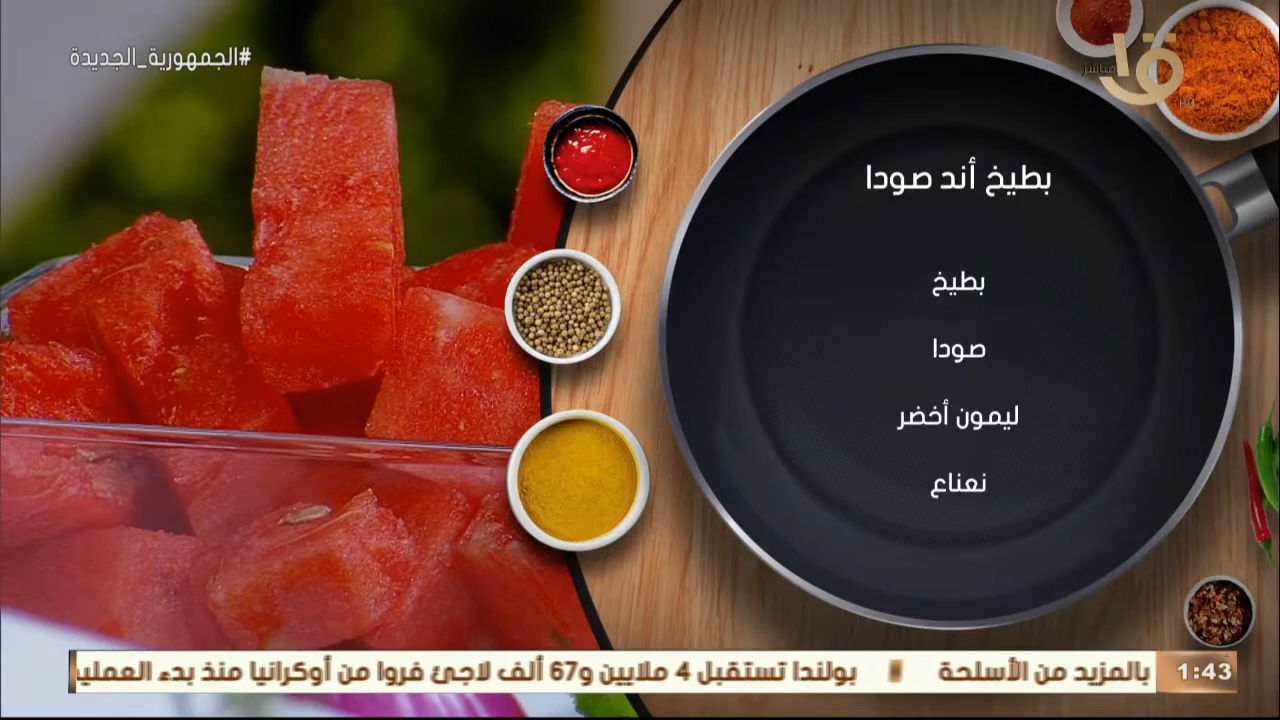 #الجمهورية_الجديدة
مباشر
بطيخ أند صودا
بطيخ
صودا
ليمون أخضر
نعناع
1:43 بالمزيد من الأسلحة
بولندا تستقبل 4 ملايين و67 ألف لاجئ فروا من أوكرانيا منذ بدء